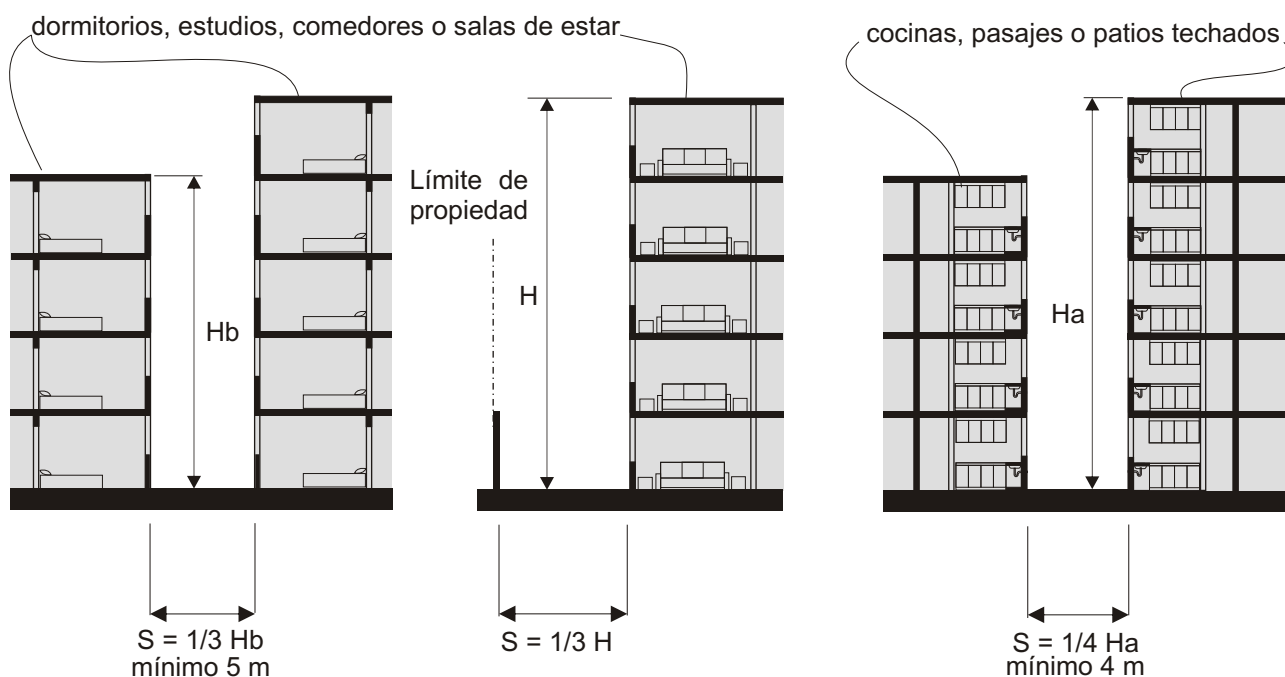 dormitorios, estudios, comedores o salas de estar
cocinas, pasajes o patios techados
Límite de
propiedad
Hb
H
Ha
S = 1/3 Hb
mínimo 5 m
S = 1/3 H
S = 1/4 Ha
mínimo 4 m